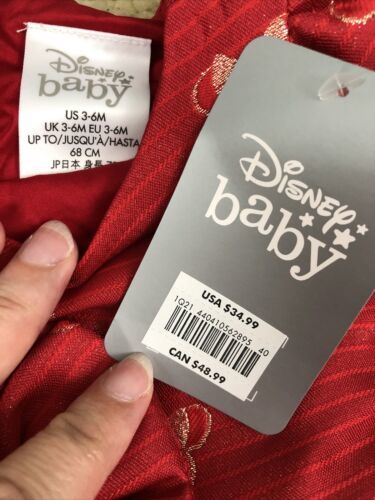 Disney
baby
US 3-6M
UK 3-6M EU 3-6M
UP TO/JUSQU'À/HASTA
68 CM
JP日本 身長
Disney
baby
USA $34.99
1Q21 440410562895 40
CAN $48.99